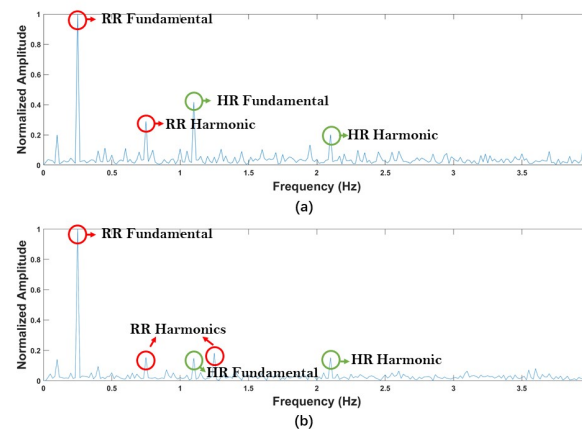 1
RR Fundamental
0.8
0.6
HR Fundamental
0.4
RR Harmonic
HR Harmonic
0.2
0
0 0.5 1 1.5 2 2.5 3 3.5
Normalized Amplitude
Frequency (Hz)
(a)
1
RR Fundamental
0.8
0.6
0.4
RR Harmonics
HR Harmonic
0.2
HR Fundamental
0
0 0.5 1 1.5 2 2.5 3 3.5
Normalized Amplitude
Frequency (Hz)
(b)